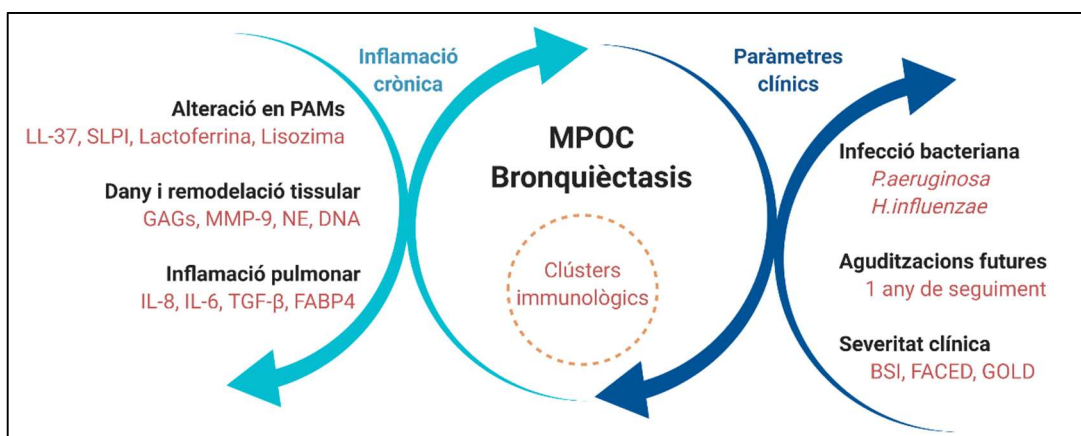 Inflamació
crònica
Alteració en PAMs
LL-37, SLPI, Lactoferrina, Lisozima
Dany i remodelació tissular
GAGs, MMP-9, NE, DNA
Inflamació pulmonar
IL-8, IL-6, TGF-β, FABP4
MPOC
Bronquièctasis
Clústers
immunològics
Paràmetres
clínics
Infecció bacteriana
P.aeruginosa
H.influenzae
Aguditzacions futures
1 any de seguiment
Severitat clínica
BSI, FACED, GOLD